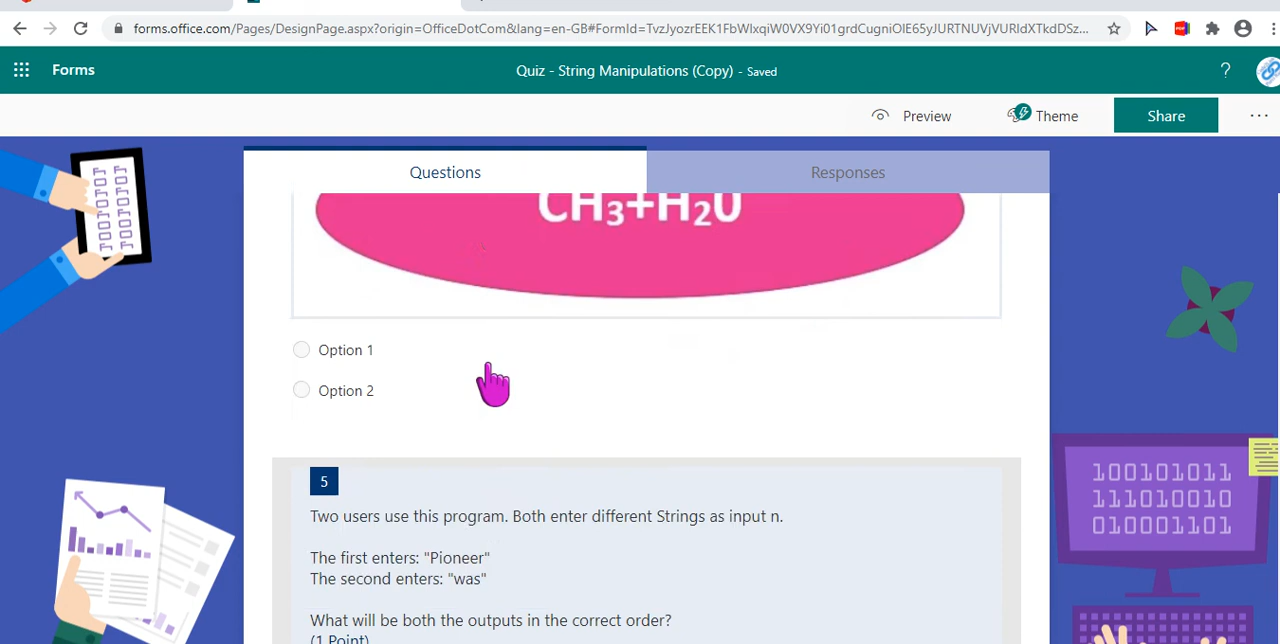 forms.office.com/Pages/DesignPage.aspx?origin=OfficeDotCom&lang=en-GB#FormId=TvzJyozrEEK1FbWlxqiW0VX9Yi01grdCugniOlE65yJURTNUVjVURldXTkdDSz...
Forms
Quiz - String Manipulations (Copy) - Saved
?
Preview
Theme
Share
...
Questions
Responses
CH₃+H₂O
Option 1
Option 2
5
Two users use this program. Both enter different Strings as input n.
The first enters: "Pioneer"
The second enters: "was"
What will be both the outputs in the correct order?
(1 Point)
100101011
111010010
010001101